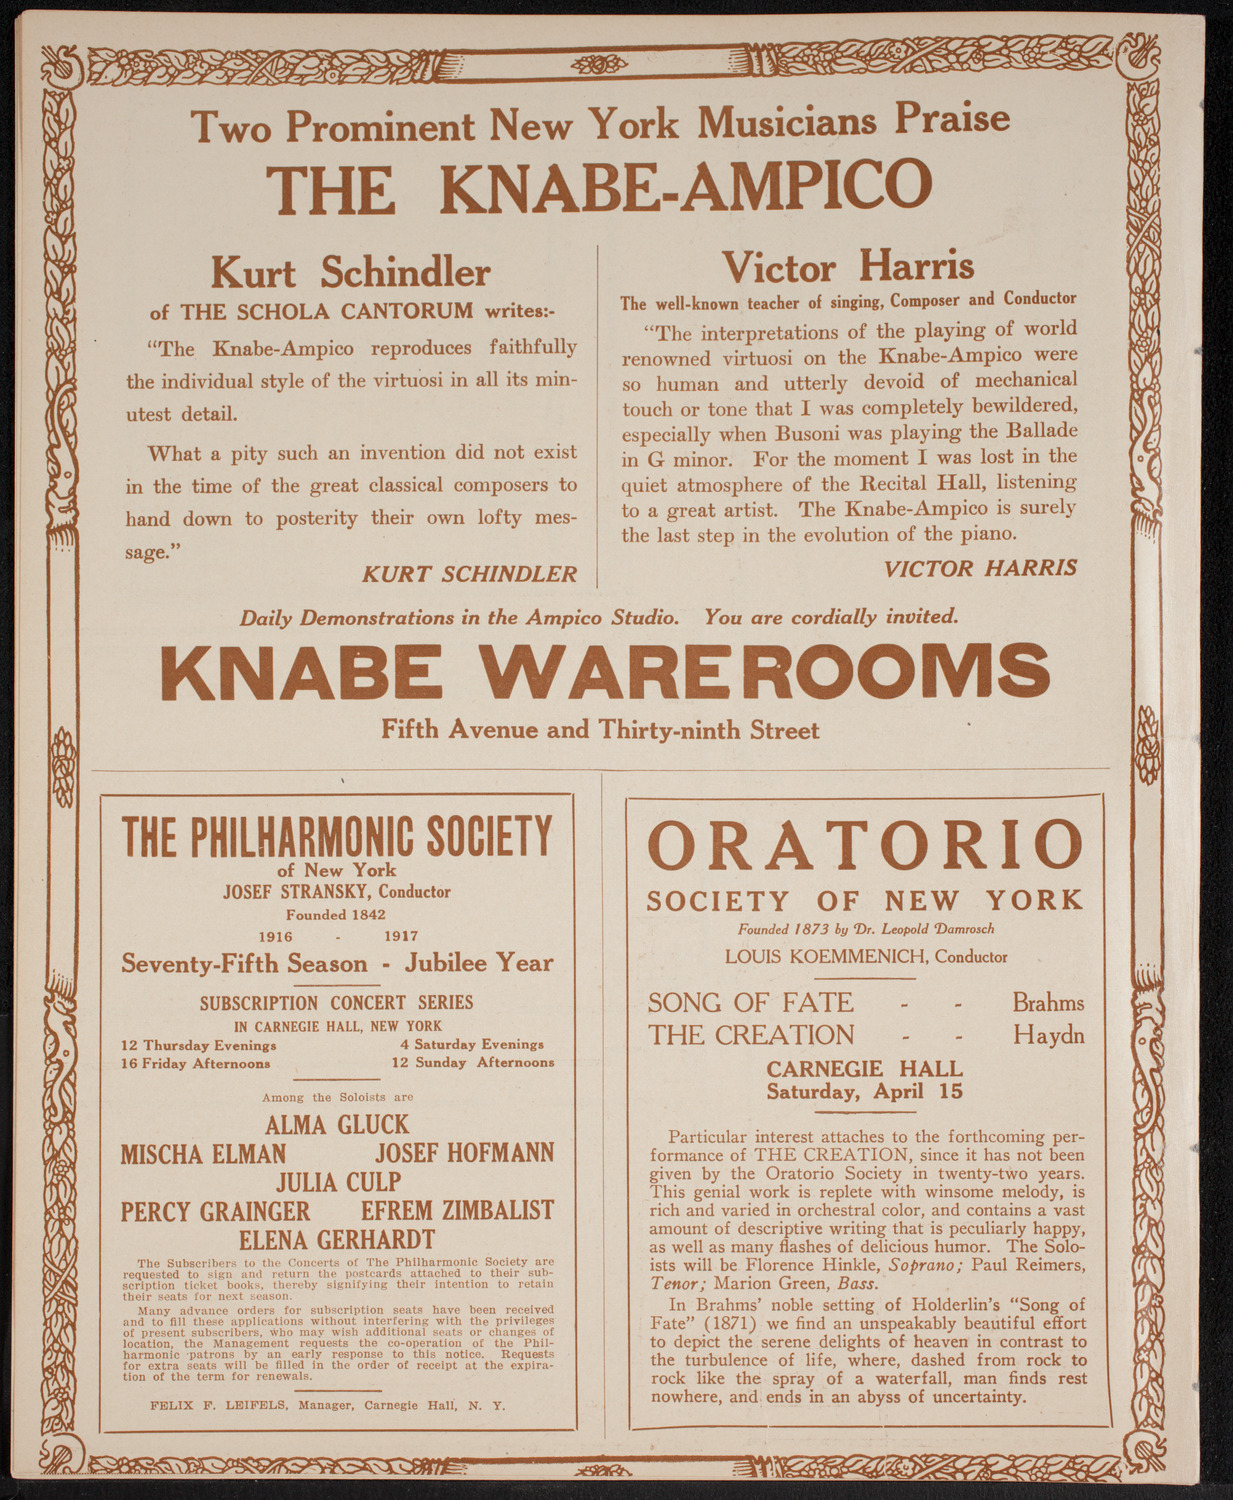 Two Prominent New York Musicians Praise
THE KNABE-AMPICO
Kurt Schindler
of THE SCHOLA CANTORUM writes:-
“The Knabe-Ampico reproduces faithfully
the individual style of the virtuosi in all its min-
utest detail.
What a pity such an invention did not exist
in the time of the great classical composers to
hand down to posterity their own lofty mes-
sage.”
KURT SCHINDLER
Victor Harris
The well-known teacher of singing, Composer and Conductor
“The interpretations of the playing of world
renowned virtuosi on the Knabe-Ampico were
so human and utterly devoid of mechanical
touch or tone that I was completely bewildered,
especially when Busoni was playing the Ballade
in G minor. For the moment I was lost in the
quiet atmosphere of the Recital Hall, listening
to a great artist. The Knabe-Ampico is surely
the last step in the evolution of the piano.
VICTOR HARRIS
Daily Demonstrations in the Ampico Studio. You are cordially invited.
KNABE WAREROOMS
Fifth Avenue and Thirty-ninth Street
THE PHILHARMONIC SOCIETY
of New York
JOSEF STRANSKY, Conductor
Founded 1842
1916 - 1917
Seventy-Fifth Season - Jubilee Year
SUBSCRIPTION CONCERT SERIES
IN CARNEGIE HALL, NEW YORK
12 Thursday Evenings 4 Saturday Evenings
16 Friday Afternoons 12 Sunday Afternoons
Among the Soloists are
ALMA GLUCK
MISCHA ELMAN JOSEF HOFMANN
JULIA CULP
PERCY GRAINGER EFREM ZIMBALIST
ELENA GERHARDT
The Subscribers to the Concerts of The Philharmonic Society are
requested to sign and return the postcards attached to their sub-
scription ticket books, thereby signifying their intention to retain
their seats for next season.
Many advance orders for subscription seats have been received
and to fill these applications without interfering with the privileges
of present subscribers, who may wish additional seats or changes of
location, the Management requests the co-operation of the Phil-
harmonic patrons by an early response to this notice. Requests
for extra seats will be filled in the order of receipt at the expira-
tion of the term for renewals.
FELIX F. LEIFELS, Manager, Carnegie Hall, N. Y.
ORATORIO
SOCIETY OF NEW YORK
Founded 1873 by Dr. Leopold Damrosch
LOUIS KOEMMENICH, Conductor
SONG OF FATE - - Brahms
THE CREATION - - Haydn
CARNEGIE HALL
Saturday, April 15
Particular interest attaches to the forthcoming per-
formance of THE CREATION, since it has not been
given by the Oratorio Society in twenty-two years.
This genial work is replete with winsome melody, is
rich and varied in orchestral color, and contains a vast
amount of descriptive writing that is peculiarly happy,
as well as many flashes of delicious humor. The Solo-
ists will be Florence Hinkle, Soprano; Paul Reimers,
Tenor; Marion Green, Bass.
In Brahms’ noble setting of Holderlin’s “Song of
Fate” (1871) we find an unspeakably beautiful effort
to depict the serene delights of heaven in contrast to
the turbulence of life, where, dashed from rock to
rock like the spray of a waterfall, man finds rest
nowhere, and ends in an abyss of uncertainty.